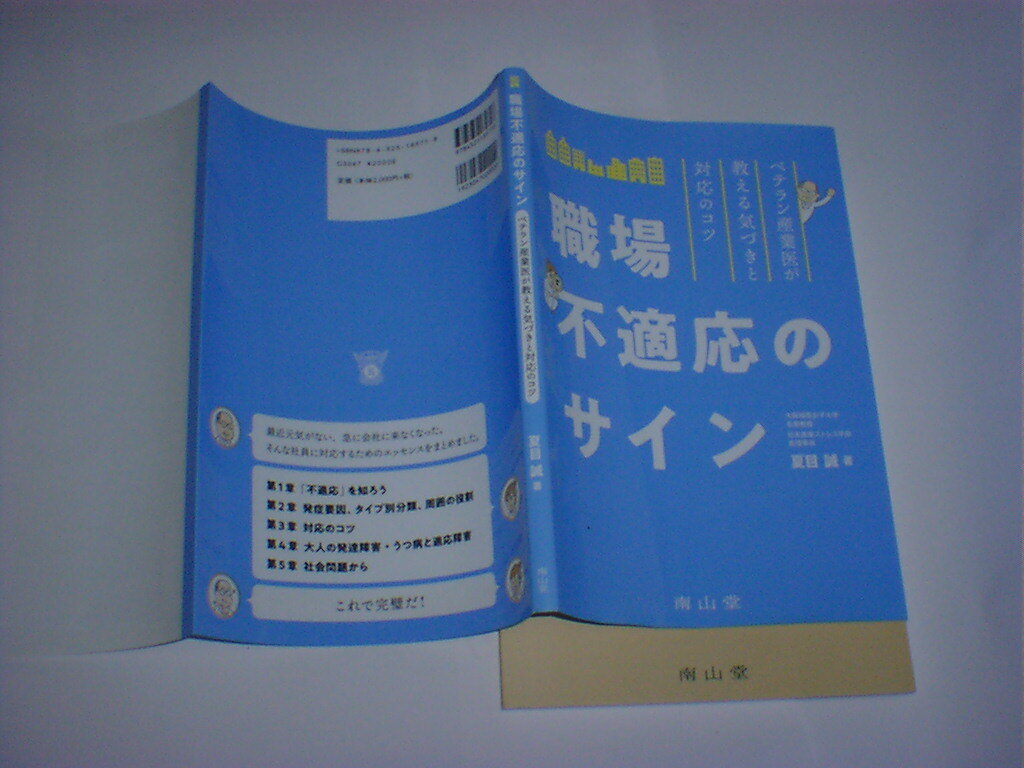 ベテラン産業医が
教える気づきと
対応のコツ
職場
不適応の
サイン
夏目 誠 著
南山堂
南山堂
職場不適応のサイン
ベテラン産業医が教える気づきと対応のコツ
夏目 誠 著
南山堂
定価(本体2,000円+税)
最近元気がない、急に会社に来なくなった。
そんな社員に対応するためのエッセンスをまとめました。
第1章 「不適応」を知ろう
第2章 発症要因、タイプ別分類、周囲の役割
第3章 対応のコツ
第4章 大人の発達障害・うつ病と適応障害
第5章 社会問題から
これで完璧だ!